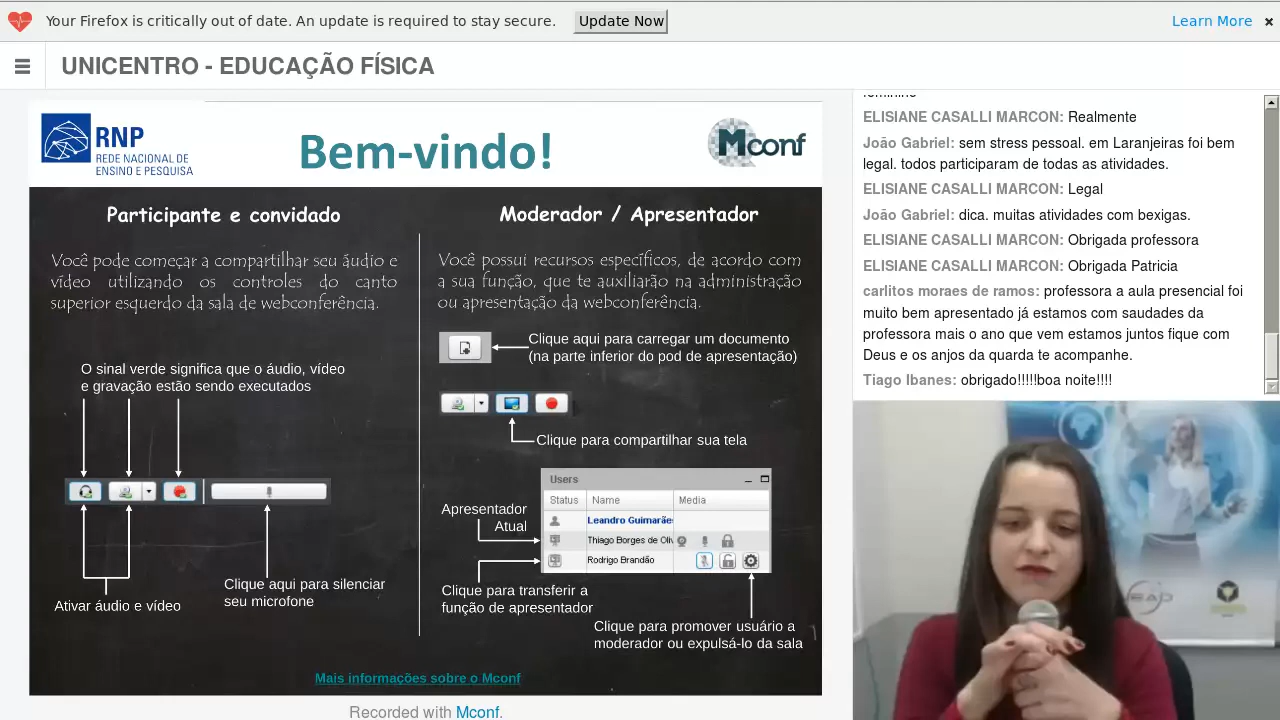 Your Firefox is critically out of date. An update is required to stay secure.
Update Now
Learn More
UNICENTRO - EDUCAÇÃO FÍSICA
RNP
REDE NACIONAL DE
ENSINO E PESQUISA
Bem-vindo!
Mconf
Participante e convidado
Você pode começar a compartilhar seu áudio e
vídeo utilizando os controles do canto
superior esquerdo da sala de webconferência.
O sinal verde significa que o áudio, vídeo
e gravação estão sendo executados
Ativar áudio e vídeo
Clique aqui para silenciar
seu microfone
Moderador / Apresentador
Você possui recursos específicos, de acordo com
a sua função, que te auxiliarão na administração
ou apresentação da webconferência.
Clique aqui para carregar um documento
(na parte inferior do pod de apresentação)
Clique para compartilhar sua tela
Users
Status Name Media
Leandro Guimarães
Thiago Borges de Oliv
Rodrigo Brandão
Apresentador
Atual
Clique para transferir a
função de apresentador
Clique para promover usuário a
moderador ou expulsá-lo da sala
Mais informações sobre o Mconf
Recorded with Mconf.
feminino
ELISIANE CASALLI MARCON: Realmente
João Gabriel: sem stress pessoal. em Laranjeiras foi bem
legal. todos participaram de todas as atividades.
ELISIANE CASALLI MARCON: Legal
João Gabriel: dica. muitas atividades com bexigas.
ELISIANE CASALLI MARCON: Obrigada professora
ELISIANE CASALLI MARCON: Obrigada Patricia
carlitos moraes de ramos: professora a aula presencial foi
muito bem apresentado já estamos com saudades da
professora mais o ano que vem estamos juntos fique com
Deus e os anjos da quarda te acompanhe.
Tiago Ibanes: obrigado!!!!!boa noite!!!!